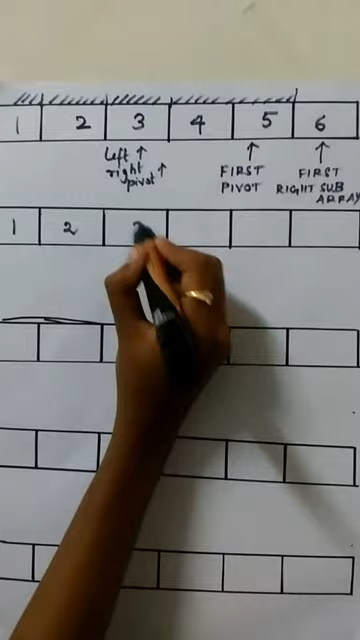 1 2 3 4 5 6
Left ↑
right
pivot ↑
↑
FIRST
PIVOT
↑
FIRST
RIGHT SUB
ARRAY
1 2